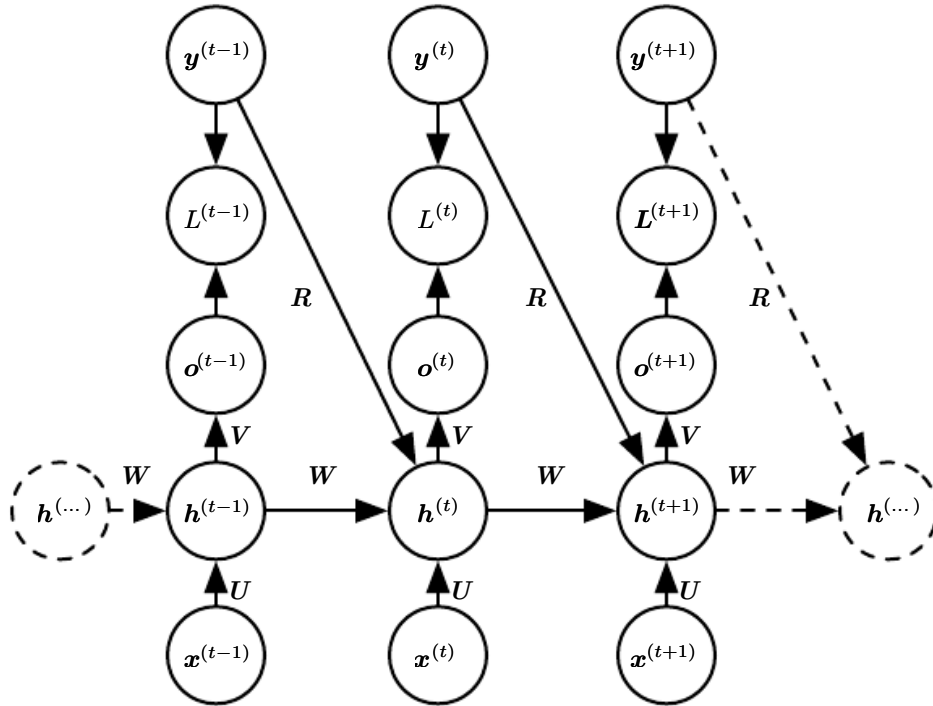 y^(t−1) y^(t) y^(t+1)
L^(t−1) L^(t) L^(t+1)
R R R
o^(t−1) o^(t) o^(t+1)
V V V
W W W W
h^(...) h^(t−1) h^(t) h^(t+1) h^(...)
U U U
x^(t−1) x^(t) x^(t+1)